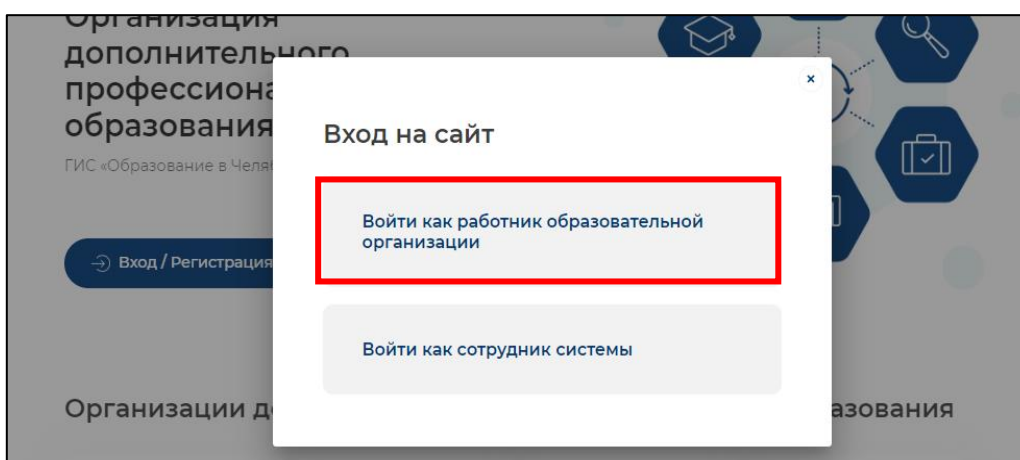 Организация
дополнительного
профессиона
образования
ГИС «Образование в Челяб
Вход / Регистрация
Вход на сайт
Войти как работник образовательной
организации
Войти как сотрудник системы
Организации д
азования